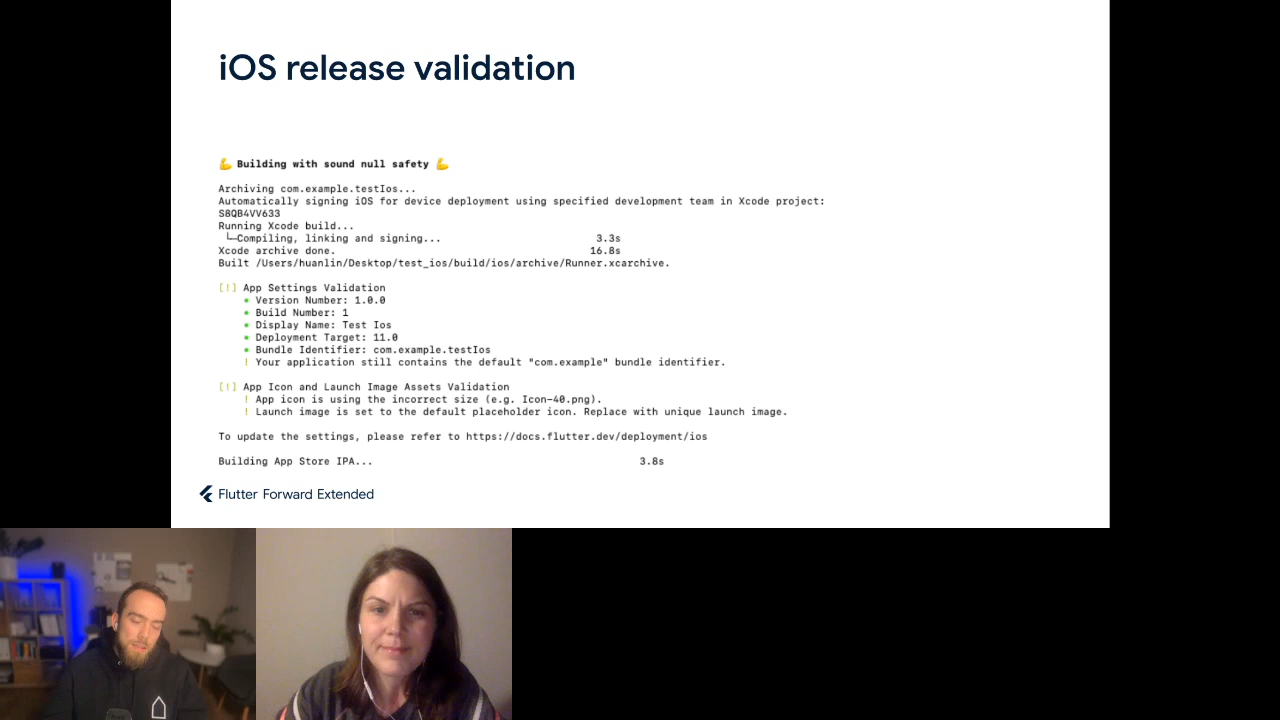 iOS release validation
💪 Building with sound null safety 💪
Archiving com.example.testIos...
Automatically signing iOS for device deployment using specified development team in Xcode project:
S8QB4VV633
Running Xcode build...
└─Compiling, linking and signing... 3.3s
Xcode archive done. 16.8s
Built /Users/huanlin/Desktop/test_ios/build/ios/archive/Runner.xcarchive.
[!] App Settings Validation
• Version Number: 1.0.0
• Build Number: 1
• Display Name: Test Ios
• Deployment Target: 11.0
• Bundle Identifier: com.example.testIos
! Your application still contains the default "com.example" bundle identifier.
[!] App Icon and Launch Image Assets Validation
! App icon is using the incorrect size (e.g. Icon-40.png).
! Launch image is set to the default placeholder icon. Replace with unique launch image.
To update the settings, please refer to https://docs.flutter.dev/deployment/ios
Building App Store IPA... 3.8s
Flutter Forward Extended